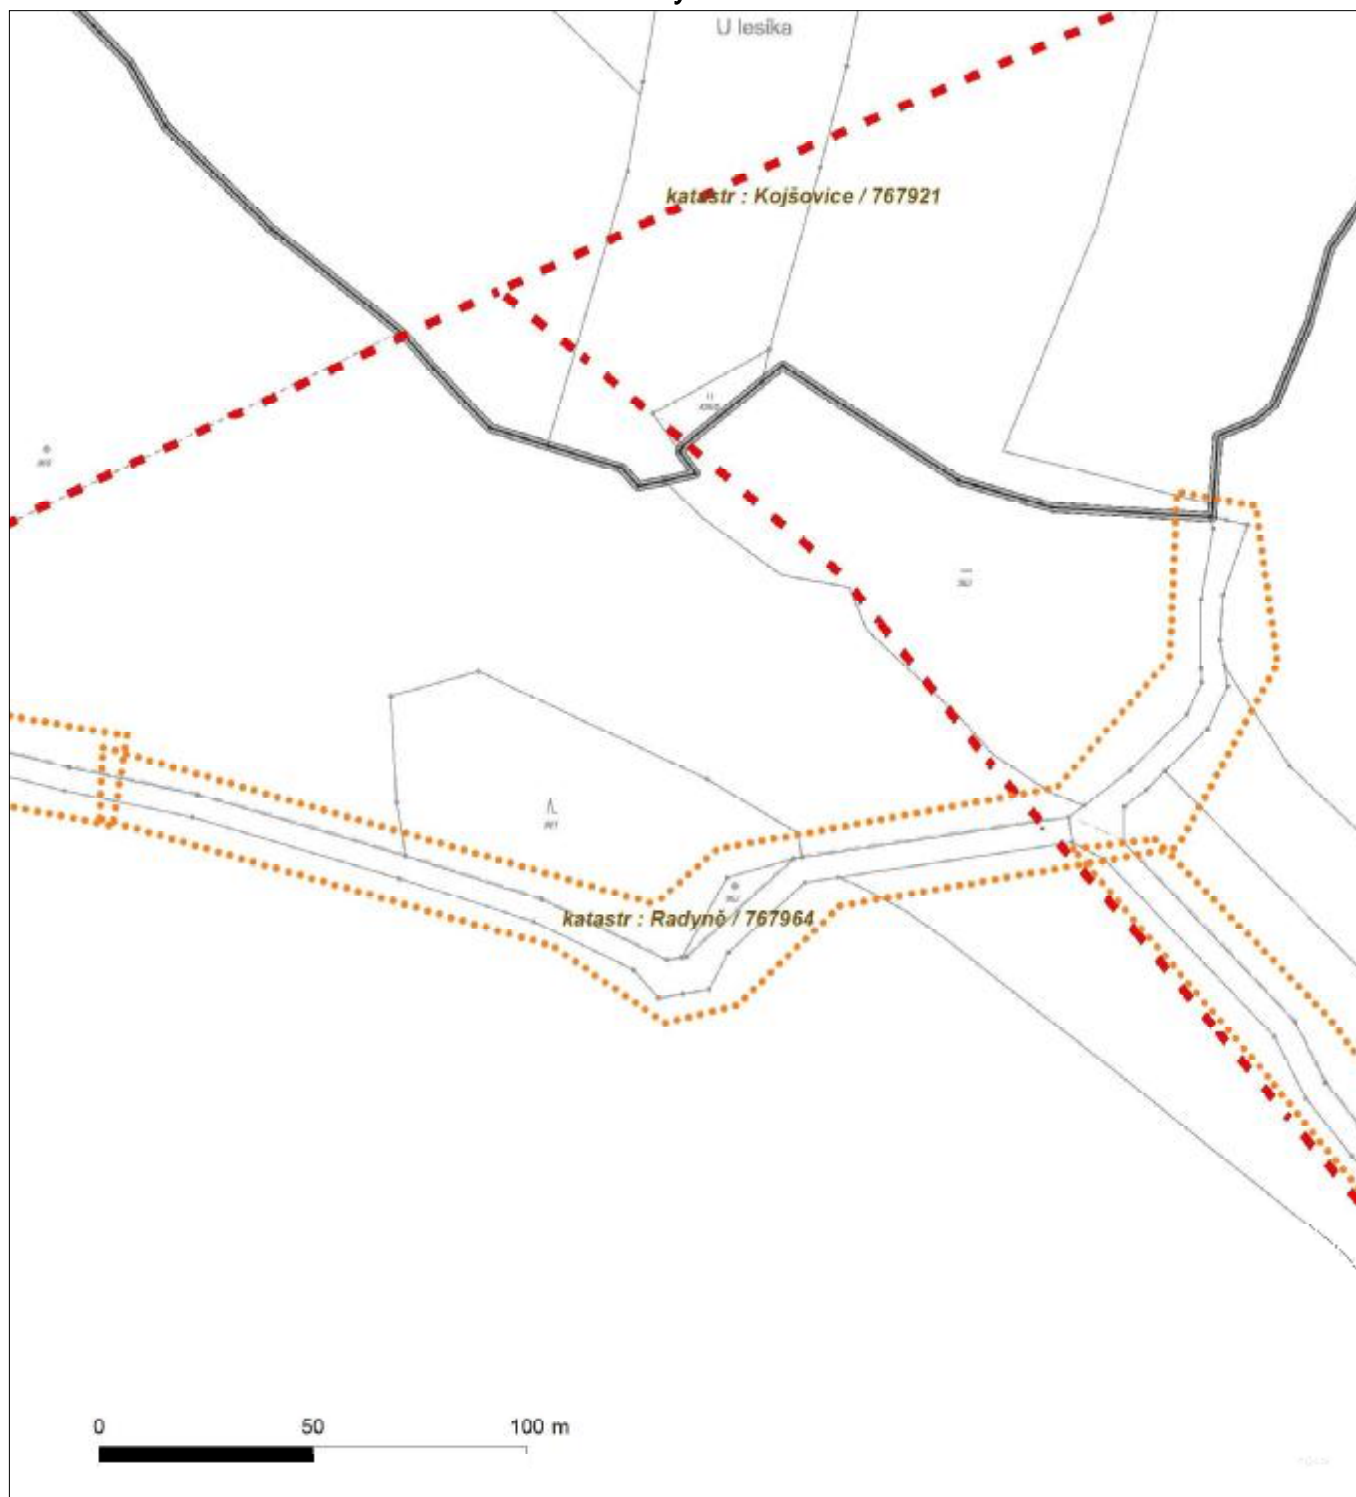 U lesíka
katastr : Kojšovice / 767921
katastr : Radyně / 767964
0 50 100 m